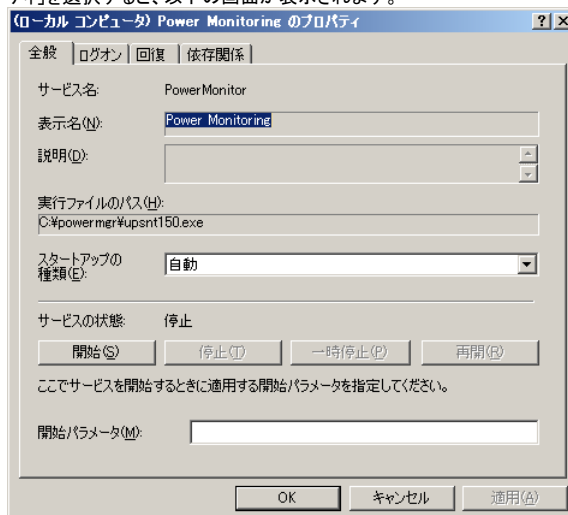 ティ]を選択すると、以下の画面が表示されます。
(ローカル コンピュータ) Power Monitoring のプロパティ
全般 ログオン 回復 依存関係
サービス名: PowerMonitor
表示名(N): Power Monitoring
説明(D):
実行ファイルのパス(H):
C:¥powermgr¥upsnt150.exe
スタートアップの
種類(E): 自動
サービスの状態: 停止
開始(S) 停止(T) 一時停止(P) 再開(R)
ここでサービスを開始するときに適用する開始パラメータを指定してください。
開始パラメータ(M):
OK キャンセル 適用(A)